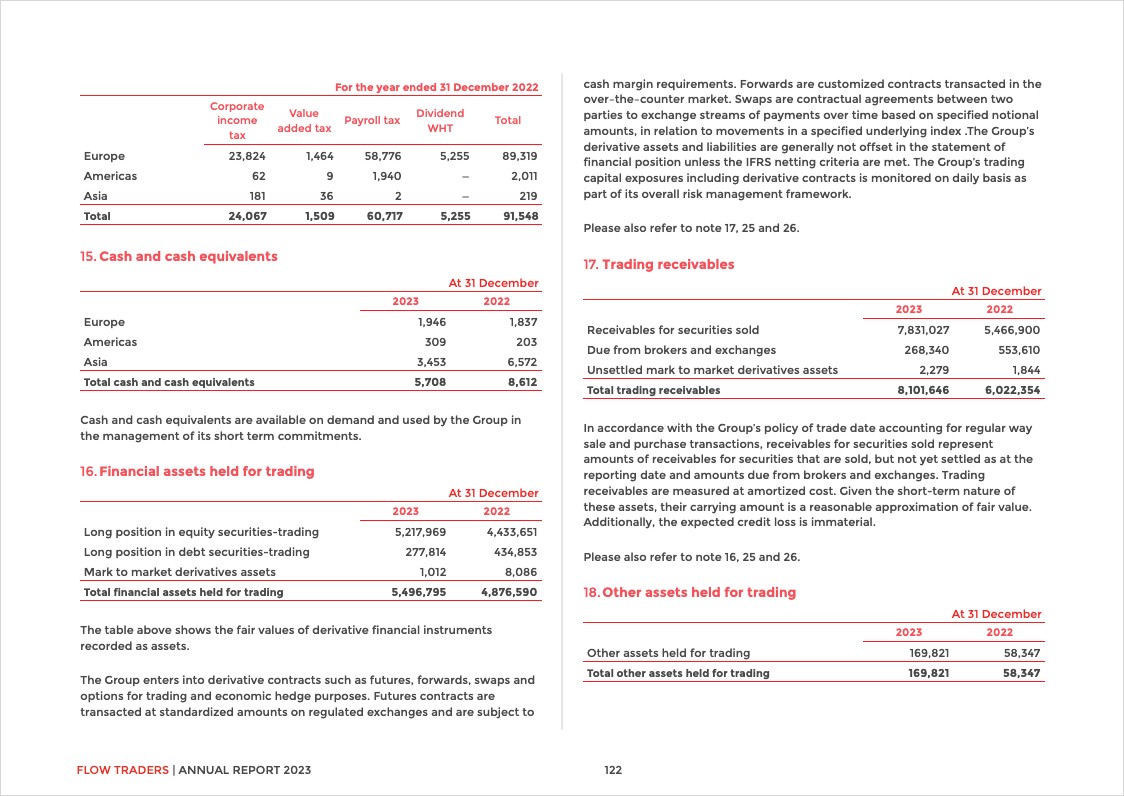 For the year ended 31 December 2022
Corporate income tax Value added tax Payroll tax Dividend WHT Total
Europe 23,824 1,464 58,776 5,255 89,319
Americas 62 9 1,940 – 2,011
Asia 181 36 2 – 219
Total 24,067 1,509 60,717 5,255 91,548
15. Cash and cash equivalents
At 31 December
2023 2022
Europe 1,946 1,837
Americas 309 203
Asia 3,453 6,572
Total cash and cash equivalents 5,708 8,612
Cash and cash equivalents are available on demand and used by the Group in
the management of its short term commitments.
16. Financial assets held for trading
At 31 December
2023 2022
Long position in equity securities-trading 5,217,969 4,433,651
Long position in debt securities-trading 277,814 434,853
Mark to market derivatives assets 1,012 8,086
Total financial assets held for trading 5,496,795 4,876,590
The table above shows the fair values of derivative financial instruments
recorded as assets.
The Group enters into derivative contracts such as futures, forwards, swaps and
options for trading and economic hedge purposes. Futures contracts are
transacted at standardized amounts on regulated exchanges and are subject to
cash margin requirements. Forwards are customized contracts transacted in the
over-the-counter market. Swaps are contractual agreements between two
parties to exchange streams of payments over time based on specified notional
amounts, in relation to movements in a specified underlying index .The Group's
derivative assets and liabilities are generally not offset in the statement of
financial position unless the IFRS netting criteria are met. The Group's trading
capital exposures including derivative contracts is monitored on daily basis as
part of its overall risk management framework.
Please also refer to note 17, 25 and 26.
17. Trading receivables
At 31 December
2023 2022
Receivables for securities sold 7,831,027 5,466,900
Due from brokers and exchanges 268,340 553,610
Unsettled mark to market derivatives assets 2,279 1,844
Total trading receivables 8,101,646 6,022,354
In accordance with the Group's policy of trade date accounting for regular way
sale and purchase transactions, receivables for securities sold represent
amounts of receivables for securities that are sold, but not yet settled as at the
reporting date and amounts due from brokers and exchanges. Trading
receivables are measured at amortized cost. Given the short-term nature of
these assets, their carrying amount is a reasonable approximation of fair value.
Additionally, the expected credit loss is immaterial.
Please also refer to note 16, 25 and 26.
18. Other assets held for trading
At 31 December
2023 2022
Other assets held for trading 169,821 58,347
Total other assets held for trading 169,821 58,347
FLOW TRADERS | ANNUAL REPORT 2023 122